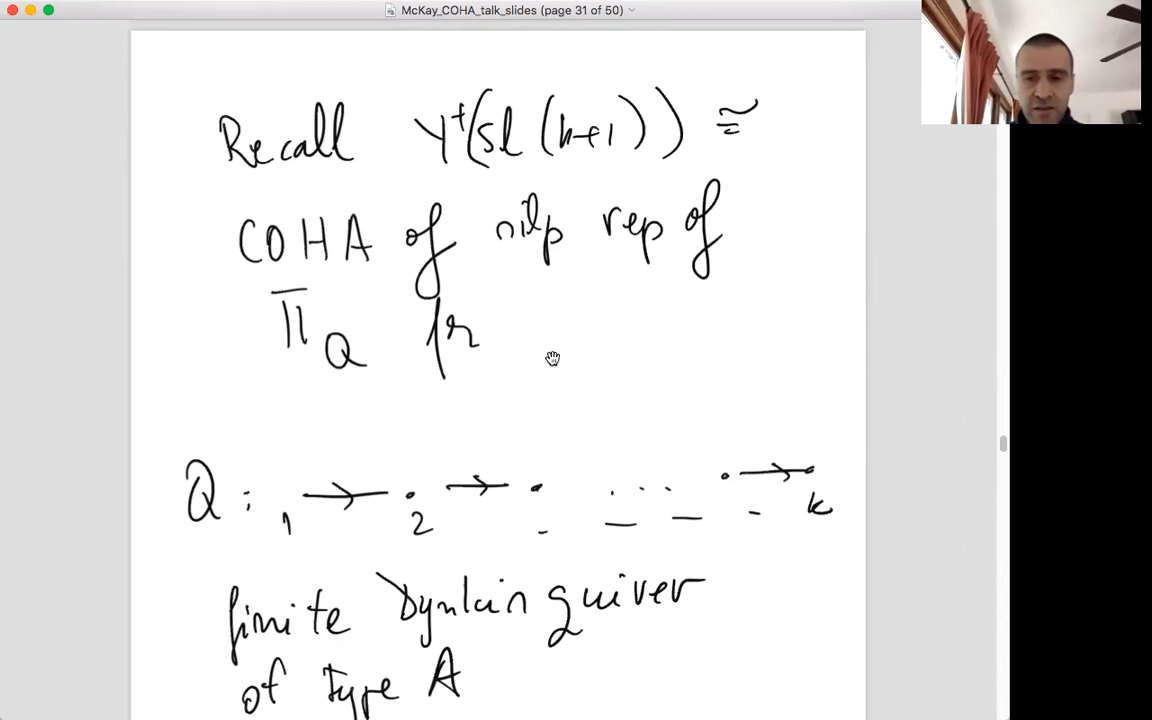 McKay_COHA_talk_slides (page 31 of 50)
Recall Y⁺(sl(k+1)) ≅
COHA of nilp rep of
Π_Q for
Q: 1 → 2 → . ... . → k
finite Dynkin quiver
of type A